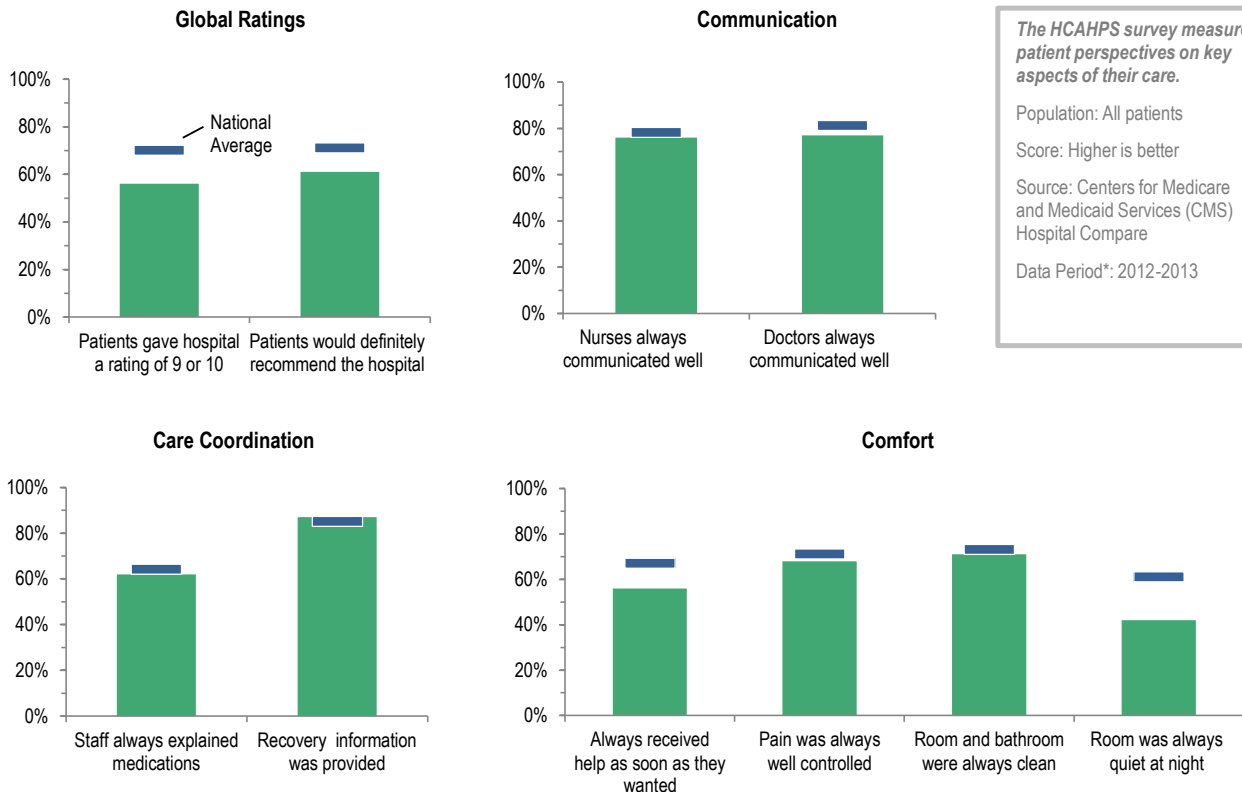 Global Ratings
100%
80%
60%
40%
20%
0%
National
Average
Patients gave hospital
a rating of 9 or 10
Patients would definitely
recommend the hospital
Communication
100%
80%
60%
40%
20%
0%
Nurses always
communicated well
Doctors always
communicated well
The HCAHPS survey measure
patient perspectives on key
aspects of their care.
Population: All patients
Score: Higher is better
Source: Centers for Medicare
and Medicaid Services (CMS)
Hospital Compare
Data Period*: 2012-2013
Care Coordination
100%
80%
60%
40%
20%
0%
Staff always explained
medications
Recovery information
was provided
Comfort
100%
80%
60%
40%
20%
0%
Always received
help as soon as they
wanted
Pain was always
well controlled
Room and bathroom
were always clean
Room was always
quiet at night